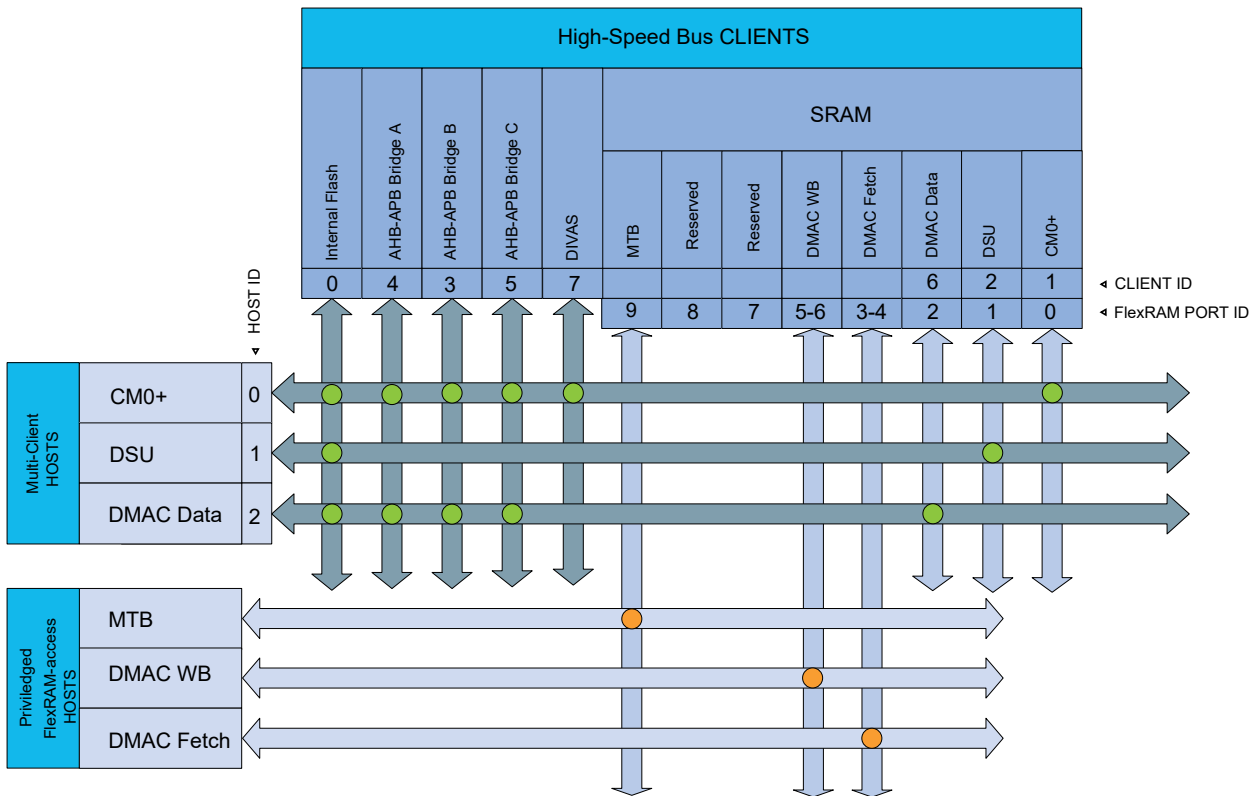 High-Speed Bus CLIENTS
SRAM
Internal Flash
AHB-APB Bridge A
AHB-APB Bridge B
AHB-APB Bridge C
DIVAS
MTB
Reserved
Reserved
DMAC WB
DMAC Fetch
DMAC Data
DSU
CM0+
0 4 3 5 7 6 2 1 CLIENT ID
9 8 7 5-6 3-4 2 1 0 FlexRAM PORT ID
HOST ID
Multi-Client
HOSTS
CM0+ 0
DSU 1
DMAC Data 2
Priviledged
FlexRAM-access
HOSTS
MTB
DMAC WB
DMAC Fetch